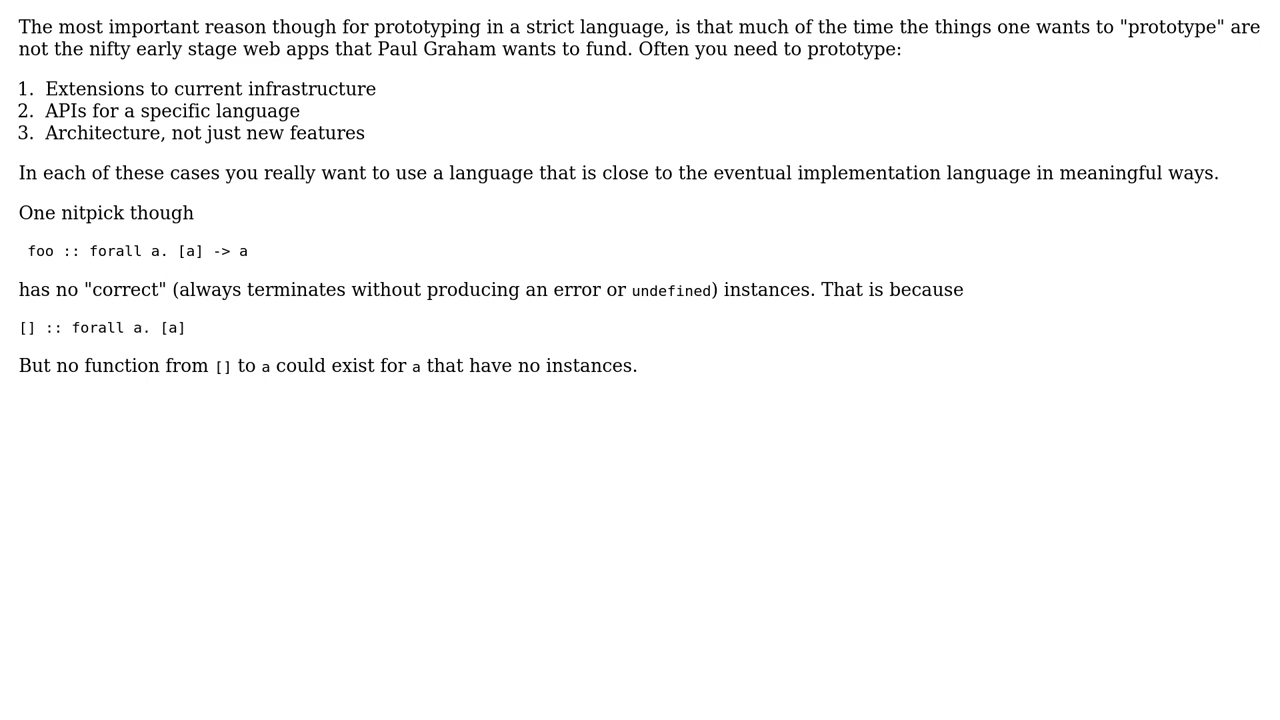 The most important reason though for prototyping in a strict language, is that much of the time the things one wants to "prototype" are
not the nifty early stage web apps that Paul Graham wants to fund. Often you need to prototype:
1. Extensions to current infrastructure
2. APIs for a specific language
3. Architecture, not just new features
In each of these cases you really want to use a language that is close to the eventual implementation language in meaningful ways.
One nitpick though
foo :: forall a. [a] -> a
has no "correct" (always terminates without producing an error or undefined) instances. That is because
[] :: forall a. [a]
But no function from [] to a could exist for a that have no instances.